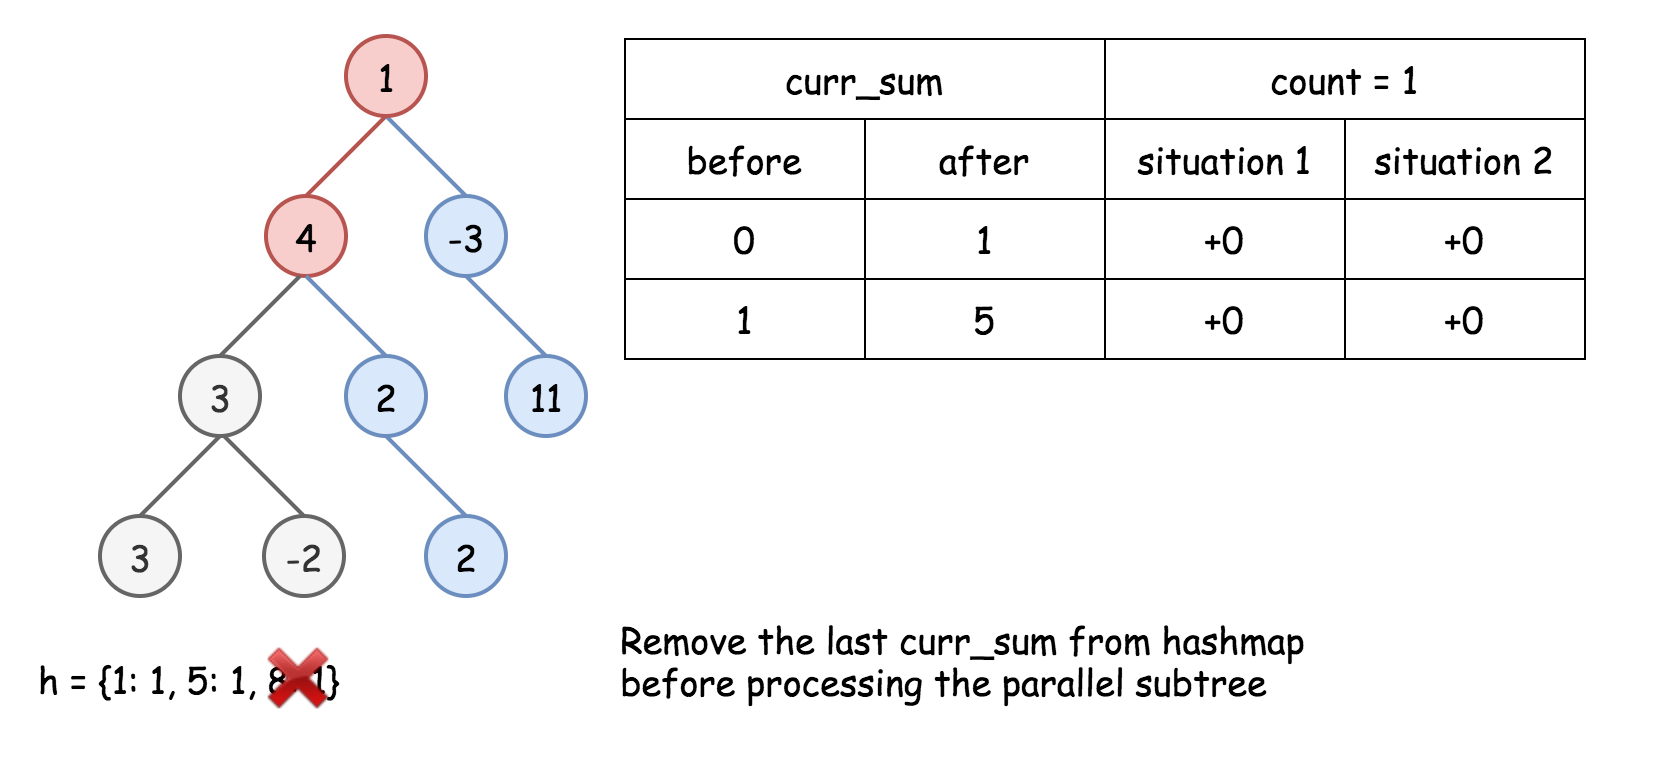 1
4
-3
3
2
11
3
-2
2
curr_sum count = 1
before after situation 1 situation 2
0 1 +0 +0
1 5 +0 +0
h = {1: 1, 5: 1, 8: 1}
Remove the last curr_sum from hashmap
before processing the parallel subtree